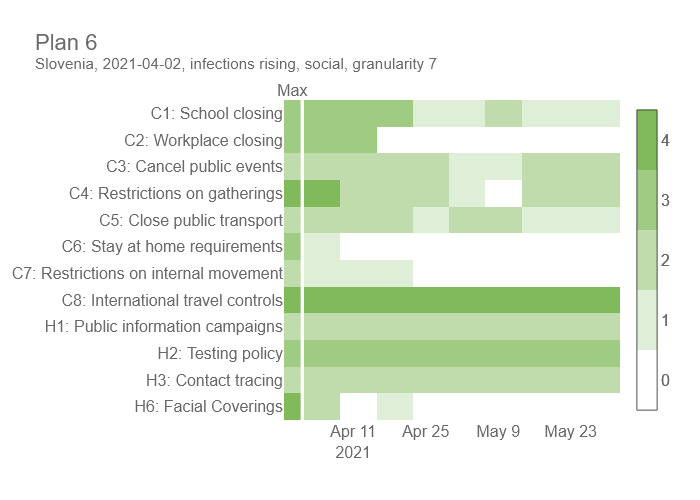 Plan 6
Slovenia, 2021-04-02, infections rising, social, granularity 7
Max
C1: School closing
C2: Workplace closing
C3: Cancel public events
C4: Restrictions on gatherings
C5: Close public transport
C6: Stay at home requirements
C7: Restrictions on internal movement
C8: International travel controls
H1: Public information campaigns
H2: Testing policy
H3: Contact tracing
H6: Facial Coverings
Apr 11 Apr 25 May 9 May 23
2021
4
3
2
1
0